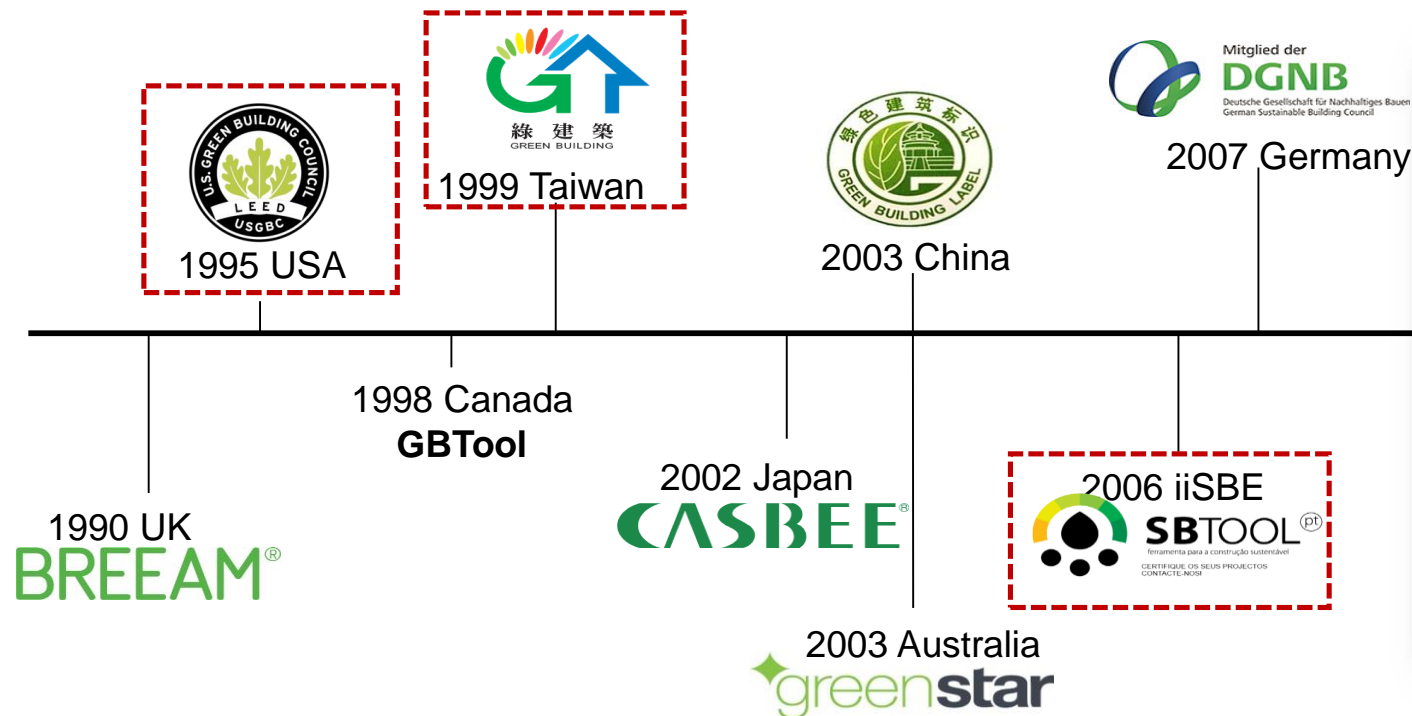 U.S. GREEN BUILDING COUNCIL
LEED
USGBC
1995 USA
綠建築
GREEN BUILDING
1999 Taiwan
绿色建筑标识
GREEN BUILDING LABEL
2003 China
Mitglied der
DGNB
Deutsche Gesellschaft für Nachhaltiges Bauen
German Sustainable Building Council
2007 Germany
1990 UK
BREEAM®
1998 Canada
GBTool
2002 Japan
CASBEE®
2003 Australia
greenstar
2006 iiSBE
SBTOOL pt
ferramenta para a construção sustentável
CERTIFIQUE OS SEUS PROJECTOS
CONTACTE-NOS!